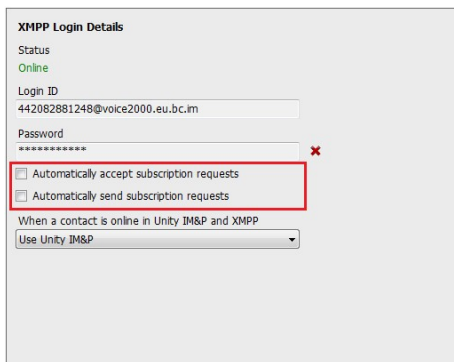 XMPP Login Details
Status
Online
Login ID
442082881248@voice2000.eu.bc.im
Password
***********
Automatically accept subscription requests
Automatically send subscription requests
When a contact is online in Unity IM&P and XMPP
Use Unity IM&P